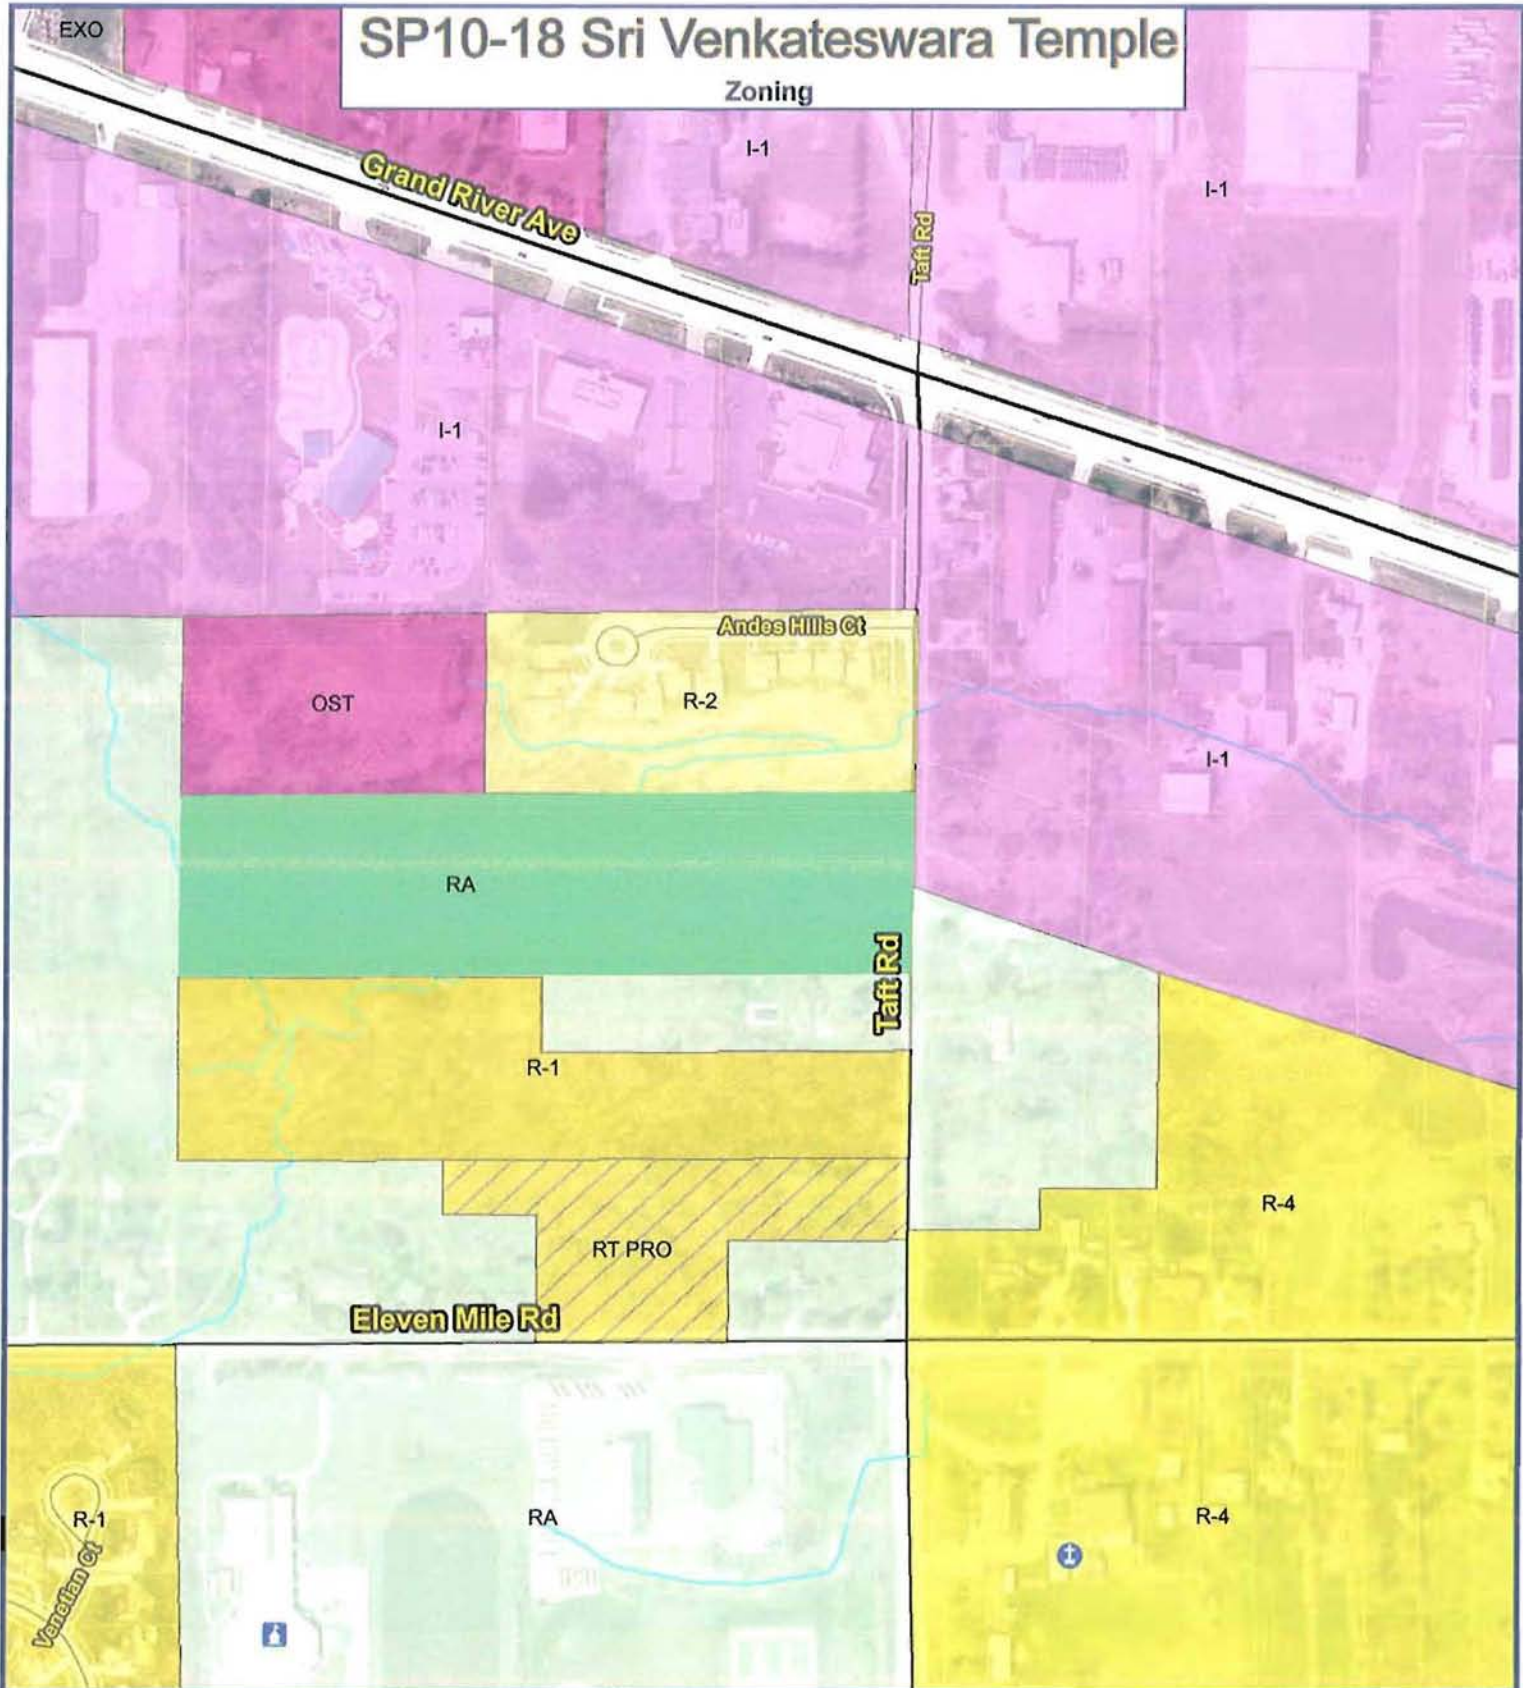 EXO
SP10-18 Sri Venkateswara Temple
Zoning
I-1
I-1
Grand River Ave
Taft Rd
I-1
Andes Hills Ct
OST
R-2
I-1
RA
Taft Rd
R-1
R-4
RT PRO
Eleven Mile Rd
R-1
RA
R-4
Venetian Ct